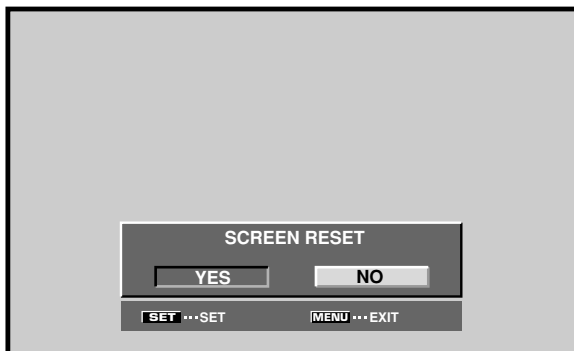 SCREEN RESET
YES NO
SET ···SET MENU ···EXIT